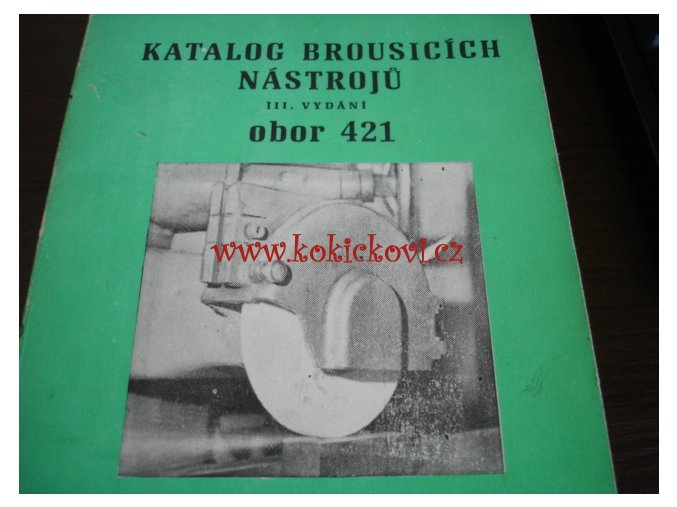 KATALOG BROUSICÍCH
NÁSTROJŮ
III. VYDÁNÍ
obor 421
www.kokickovi.cz